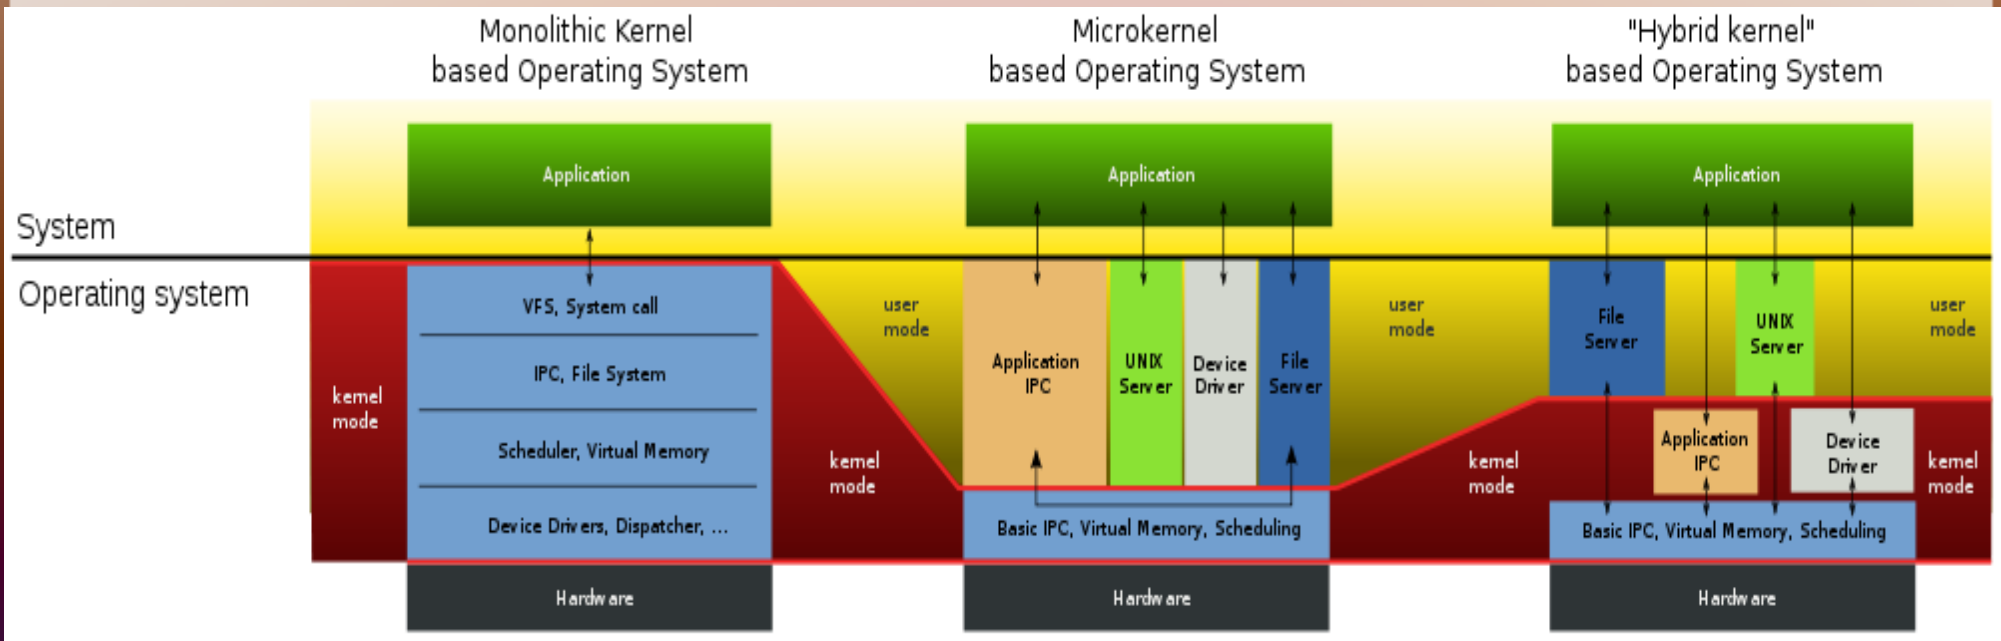 Monolithic Kernel
based Operating System
Microkernel
based Operating System
"Hybrid kernel"
based Operating System
Application
Application
Application
System
Operating system
VFS, System call
IPC, File System
Scheduler, Virtual Memory
Device Drivers, Dispatcher, ...
kernel
mode
kernel
mode
user
mode
Application
IPC
UNIX
Server
Device
Driver
File
Server
Basic IPC, Virtual Memory, Scheduling
user
mode
kernel
mode
File
Server
UNIX
Server
user
mode
Application
IPC
Device
Driver
kernel
mode
Basic IPC, Virtual Memory, Scheduling
Hardware
Hardware
Hardware